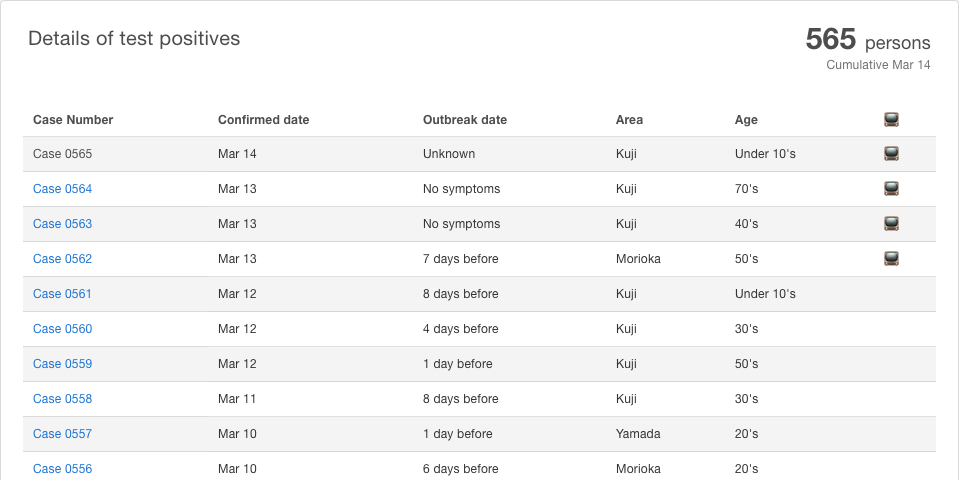 Details of test positives
565 persons
Cumulative Mar 14
Case Number Confirmed date Outbreak date Area Age
Case 0565 Mar 14 Unknown Kuji Under 10's
Case 0564 Mar 13 No symptoms Kuji 70's
Case 0563 Mar 13 No symptoms Kuji 40's
Case 0562 Mar 13 7 days before Morioka 50's
Case 0561 Mar 12 8 days before Kuji Under 10's
Case 0560 Mar 12 4 days before Kuji 30's
Case 0559 Mar 12 1 day before Kuji 50's
Case 0558 Mar 11 8 days before Kuji 30's
Case 0557 Mar 10 1 day before Yamada 20's
Case 0556 Mar 10 6 days before Morioka 20's